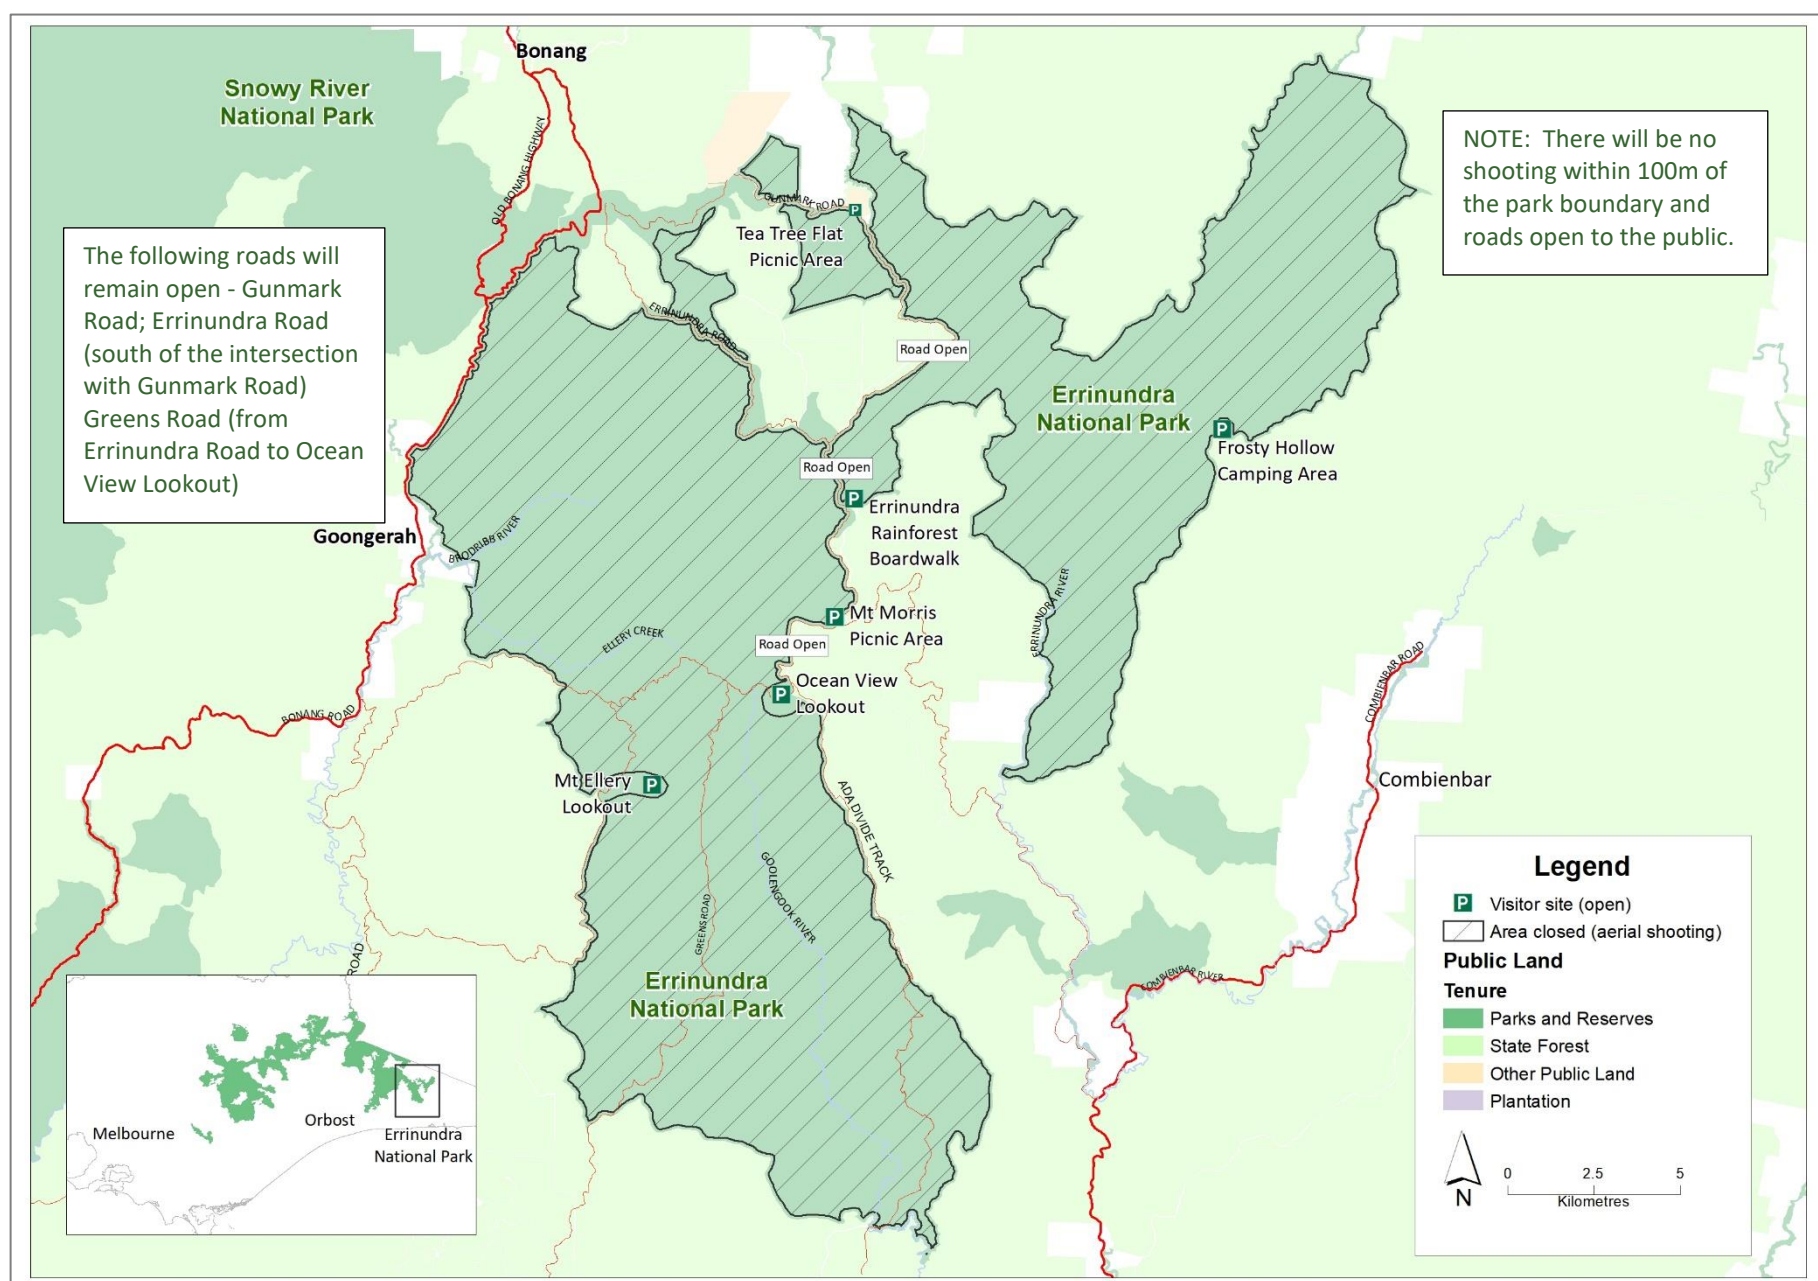 Bonang
Snowy River
National Park
OLD BONANG HIGHWAY
NOTE:  There will be no
shooting within 100m of
the park boundary and
roads open to the public.
GUNMARK ROAD
Tea Tree Flat
Picnic Area
The following roads will
remain open - Gunmark
Road; Errinundra Road
(south of the intersection
with Gunmark Road)
Greens Road (from
Errinundra Road to Ocean
View Lookout)
ERRINUNDRA ROAD
Road Open
Errinundra
National Park
Frosty Hollow
Camping Area
Road Open
Errinundra
Rainforest
Boardwalk
Goongerah
BRODRIBB RIVER
ERRINUNDRA RIVER
Mt Morris
Picnic Area
ELLERY CREEK
Road Open
COMBIENBAR ROAD
Ocean View
Lookout
BONANG ROAD
Mt Ellery
Lookout
Combienbar
ADA DIVIDE TRACK
GOOLENGOOK RIVER
GREENS ROAD
ROAD
Errinundra
National Park
COMBIENBAR RIVER
Melbourne
Orbost
Errinundra
National Park
Legend
P Visitor site (open)
Area closed (aerial shooting)
Public Land
Tenure
Parks and Reserves
State Forest
Other Public Land
Plantation
N
0 2.5 5
Kilometres